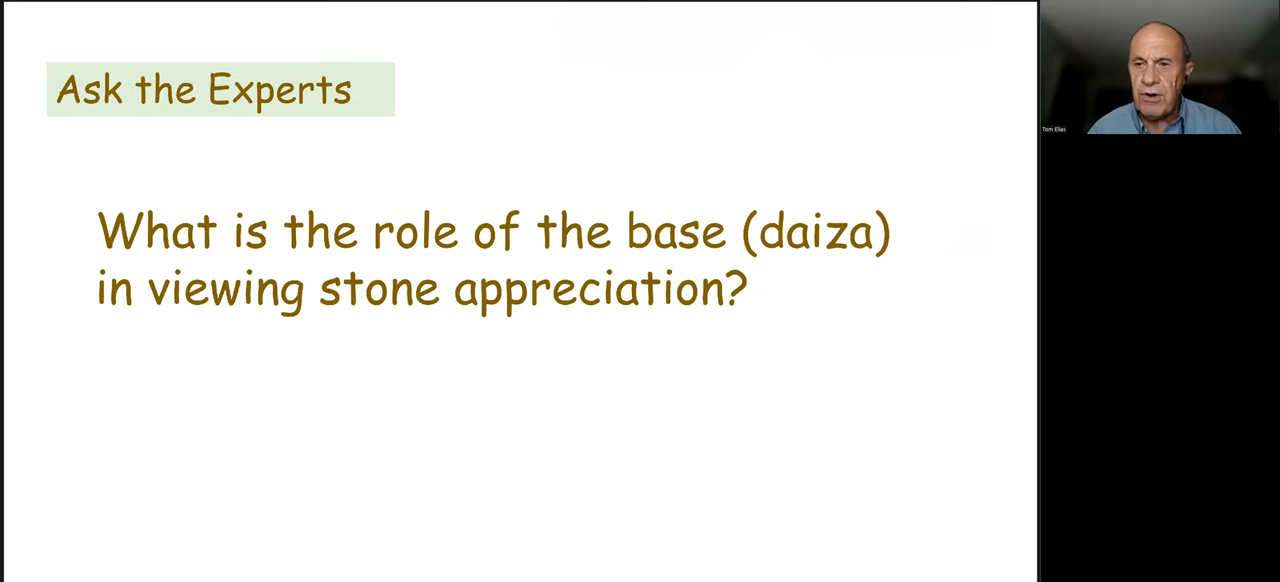 Ask the Experts
What is the role of the base (daiza)
in viewing stone appreciation?
Tom Elias